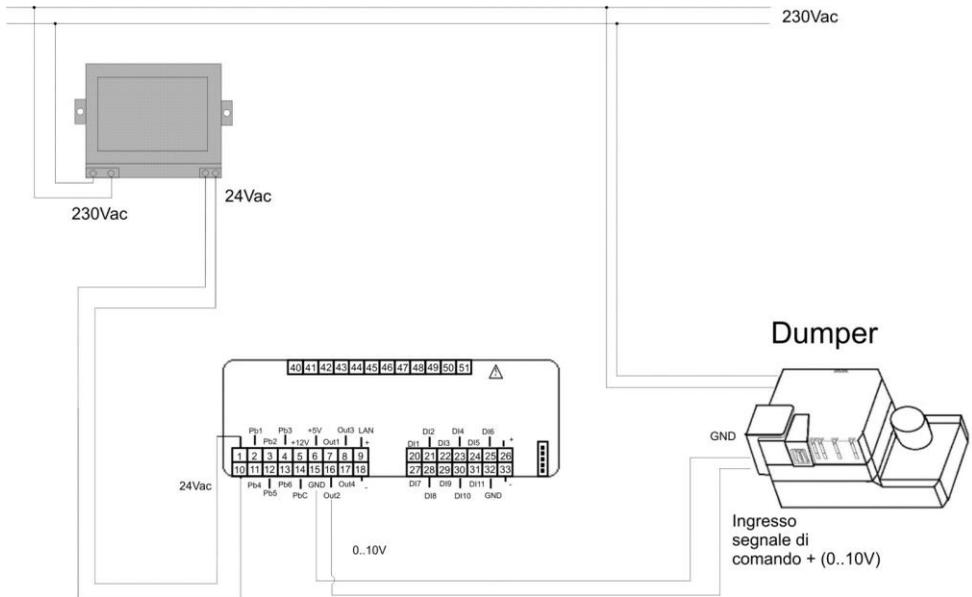 230Vac
24Vac
230Vac
Dumper
40 41 42 43 44 45 46 47 48 49 50 51
Pb1 Pb3 +5V Out3 LAN
Pb2 +12V Out1 +
DI2 DI4 DI6
DI1 DI3 DI5 +
1 2 3 4 5 6 7 8 9
10 11 12 13 14 15 16 17 18
20 21 22 23 24 25 26
27 28 29 30 31 32 33
24Vac
Pb4 Pb6 GND Out4 -
Pb5 PbC Out2
DI7 DI9 DI11 -
DI8 DI10 GND
GND
0..10V
Ingresso
segnale di
comando + (0..10V)